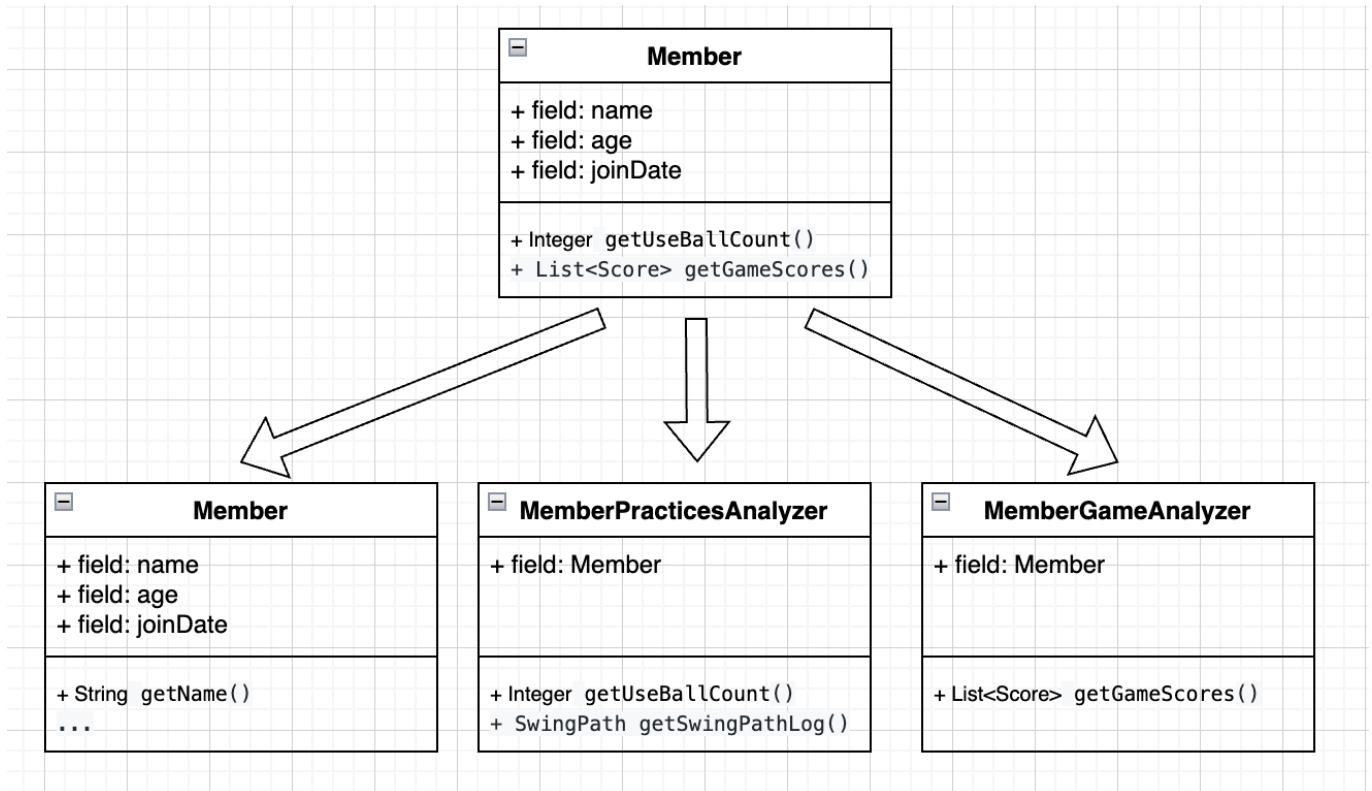 Member
+ field: name
+ field: age
+ field: joinDate
+ Integer getUseBallCount()
+ List<Score> getGameScores()
Member
+ field: name
+ field: age
+ field: joinDate
+ String getName()
...
MemberPracticesAnalyzer
+ field: Member
+ Integer getUseBallCount()
+ SwingPath getSwingPathLog()
MemberGameAnalyzer
+ field: Member
+ List<Score> getGameScores()